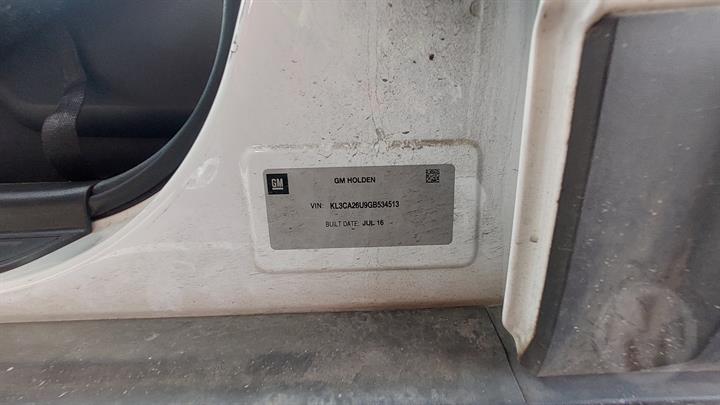 GM
GM HOLDEN
VIN: KL3CA26U9GB534513
BUILT DATE: JUL 16